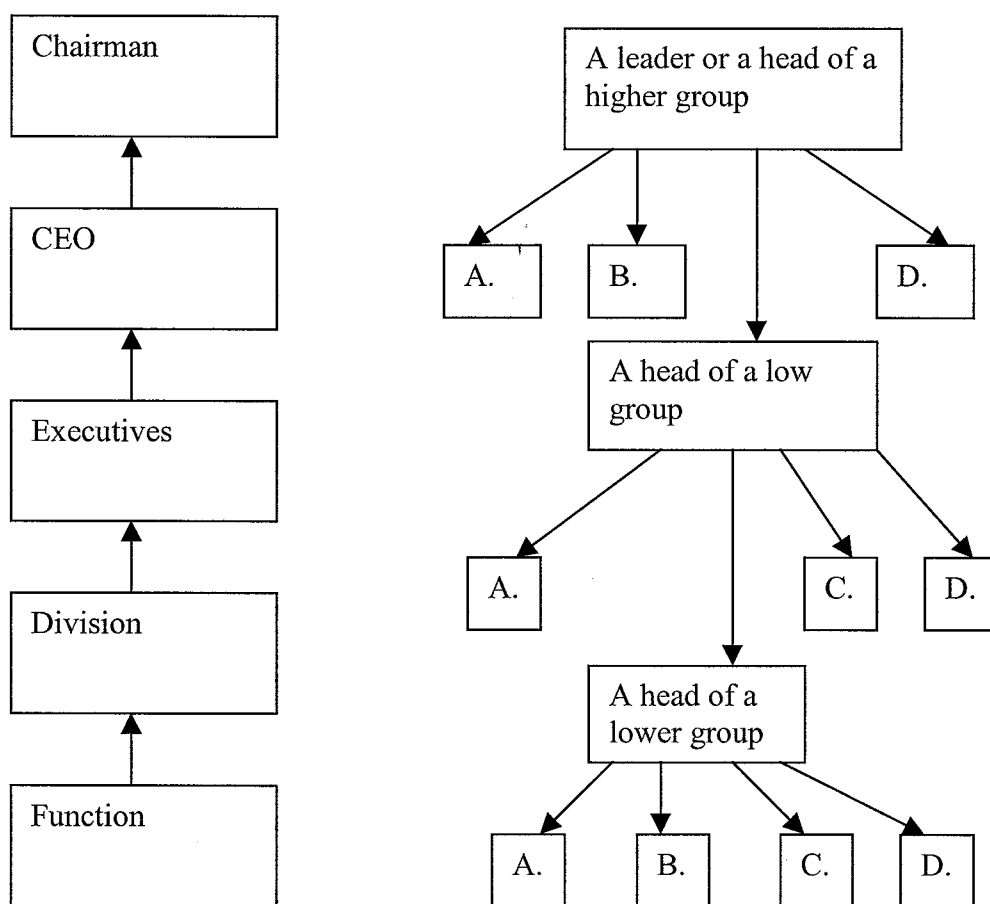 Chairman
CEO
Executives
Division
Function
A leader or a head of a
higher group
A.
B.
D.
A head of a low
group
A.
C.
D.
A head of a
lower group
A.
B.
C.
D.